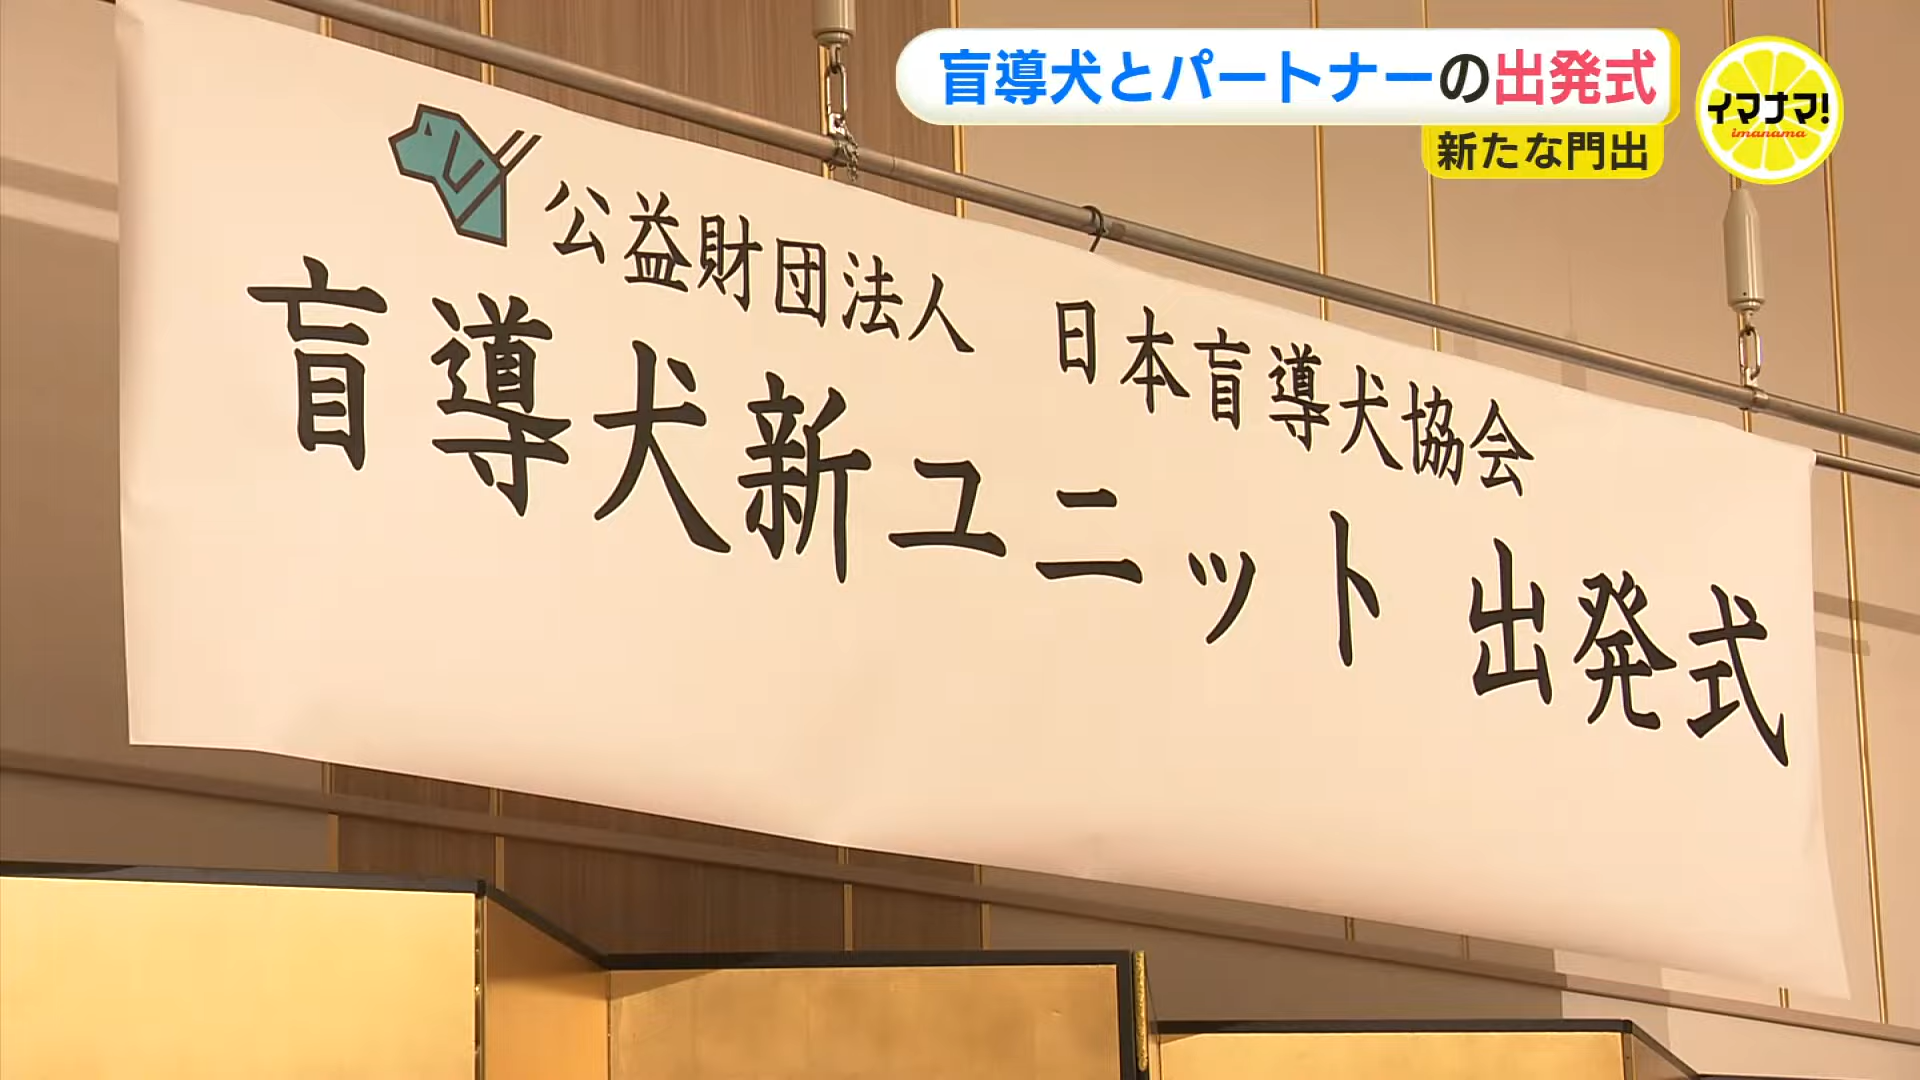 盲導犬とパートナーの出発式
新たな門出
イマナマ!
imanama
公益財団法人 日本盲導犬協会
盲導犬新ユニット 出発式